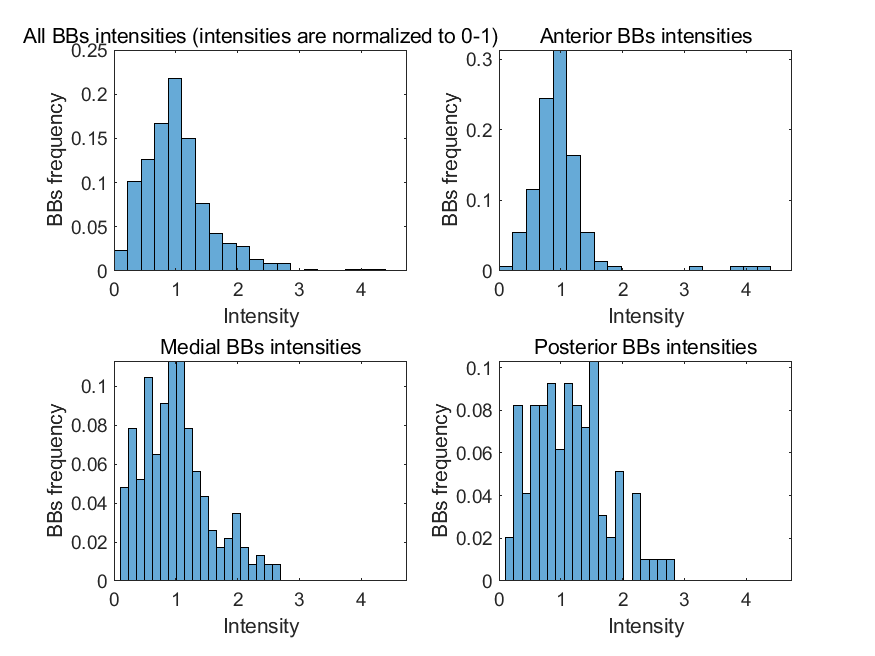 All BBs intensities (intensities are normalized to 0-1)
0.25
0.2
0.15
0.1
0.05
0
BBs frequency
0 1 2 3 4
Intensity
Anterior BBs intensities
0.3
0.2
0.1
0
BBs frequency
0 1 2 3 4
Intensity
Medial BBs intensities
0.1
0.08
0.06
0.04
0.02
0
BBs frequency
0 1 2 3 4
Intensity
Posterior BBs intensities
0.1
0.08
0.06
0.04
0.02
0
BBs frequency
0 1 2 3 4
Intensity